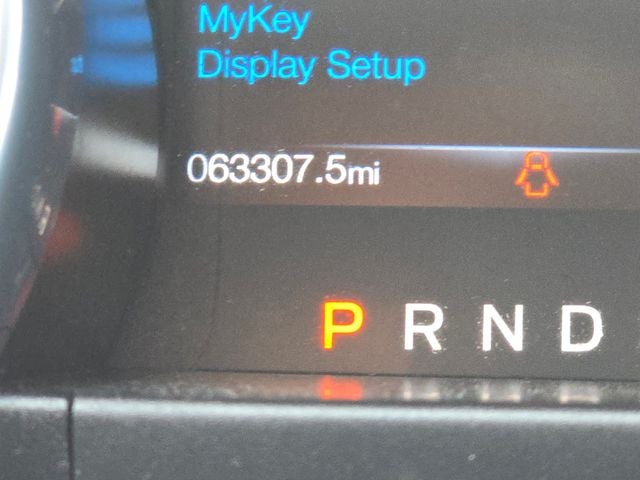 MyKey
Display Setup
063307.5mi
P R N D